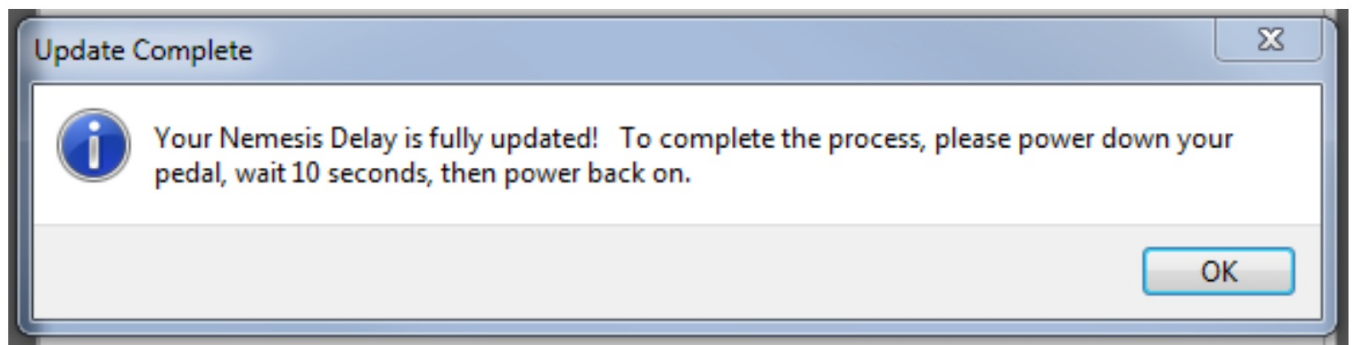 Update Complete
Your Nemesis Delay is fully updated!   To complete the process, please power down your
pedal, wait 10 seconds, then power back on.
OK